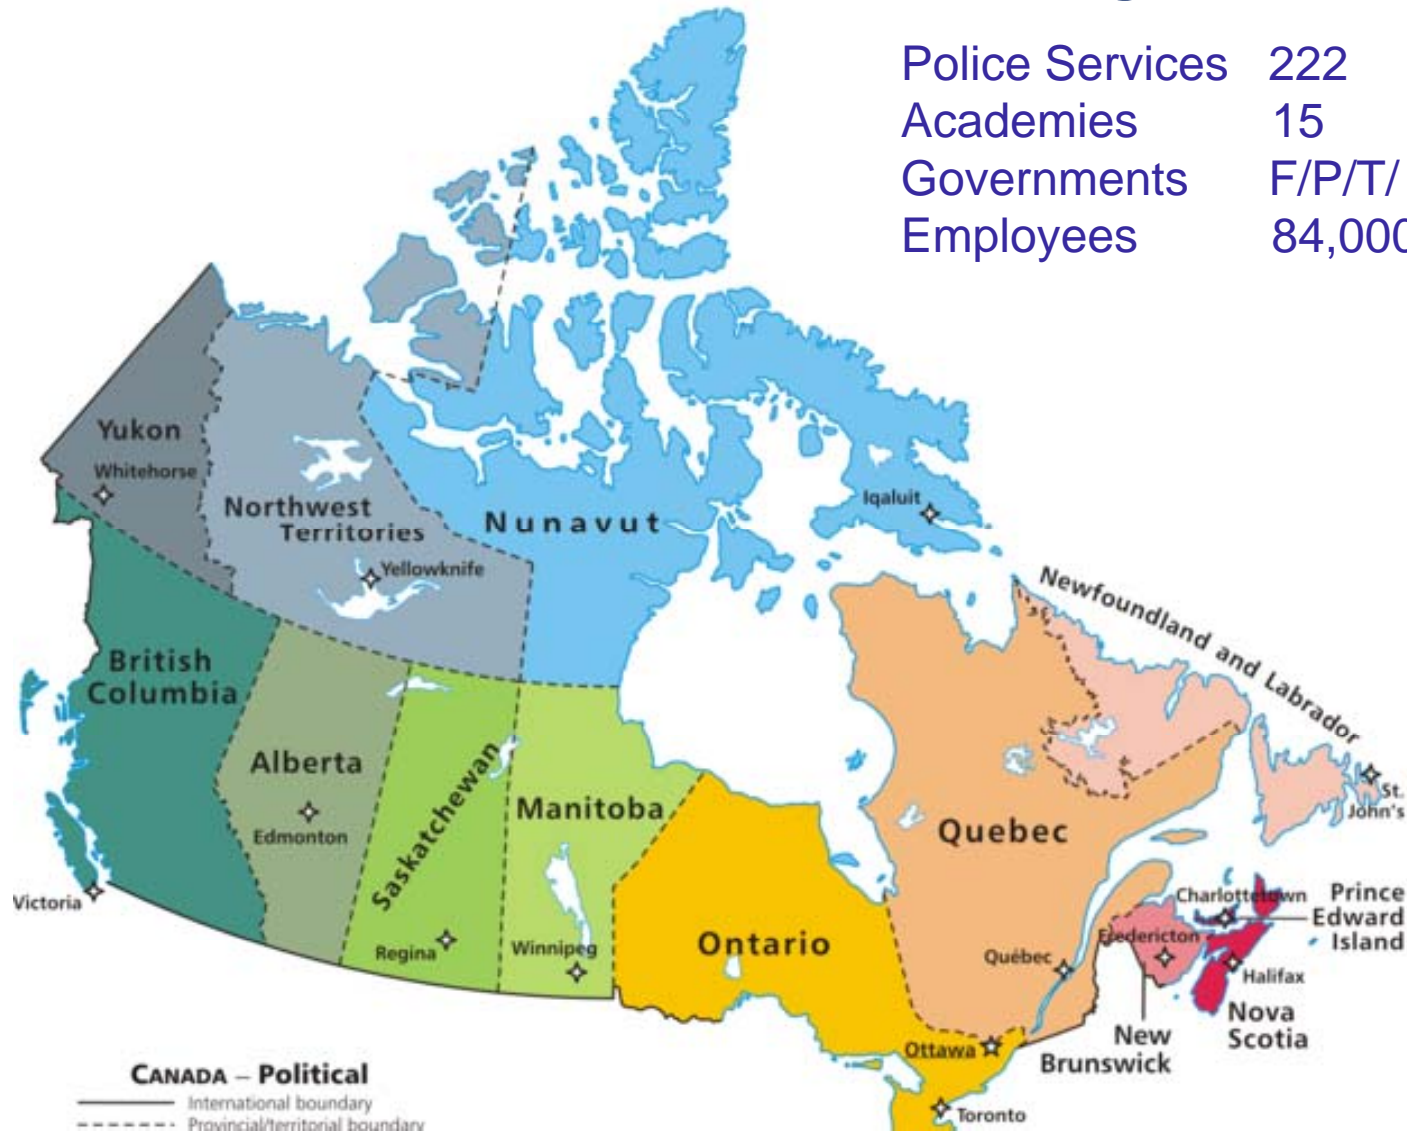 Police Services 222
Academies 15
Governments F/P/T/
Employees 84,000
Yukon
Whitehorse
Northwest
Territories
Yellowknife
Nunavut
Iqaluit
Newfoundland and Labrador
St.
John's
British
Columbia
Victoria
Alberta
Edmonton
Saskatchewan
Regina
Manitoba
Winnipeg
Ontario
Ottawa
Toronto
Quebec
Québec
Charlottetown
Prince
Edward
Island
Fredericton
Halifax
Nova
Scotia
New
Brunswick
CANADA – Political
International boundary
Provincial/territorial boundary